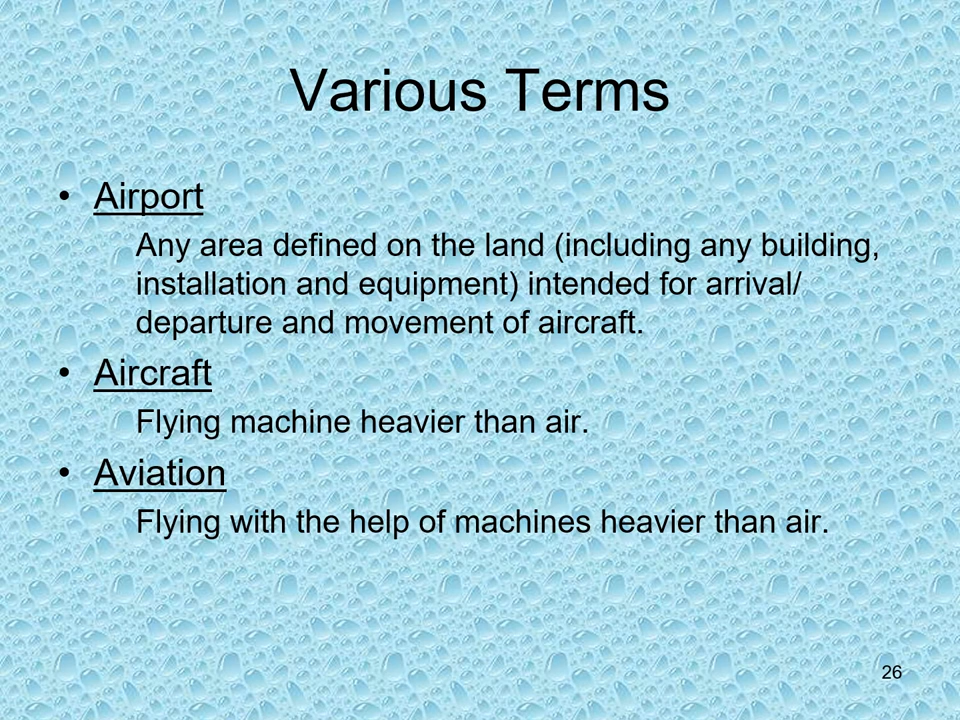 Various Terms
• Airport
Any area defined on the land (including any building,
installation and equipment) intended for arrival/
departure and movement of aircraft.
• Aircraft
Flying machine heavier than air.
• Aviation
Flying with the help of machines heavier than air.
26